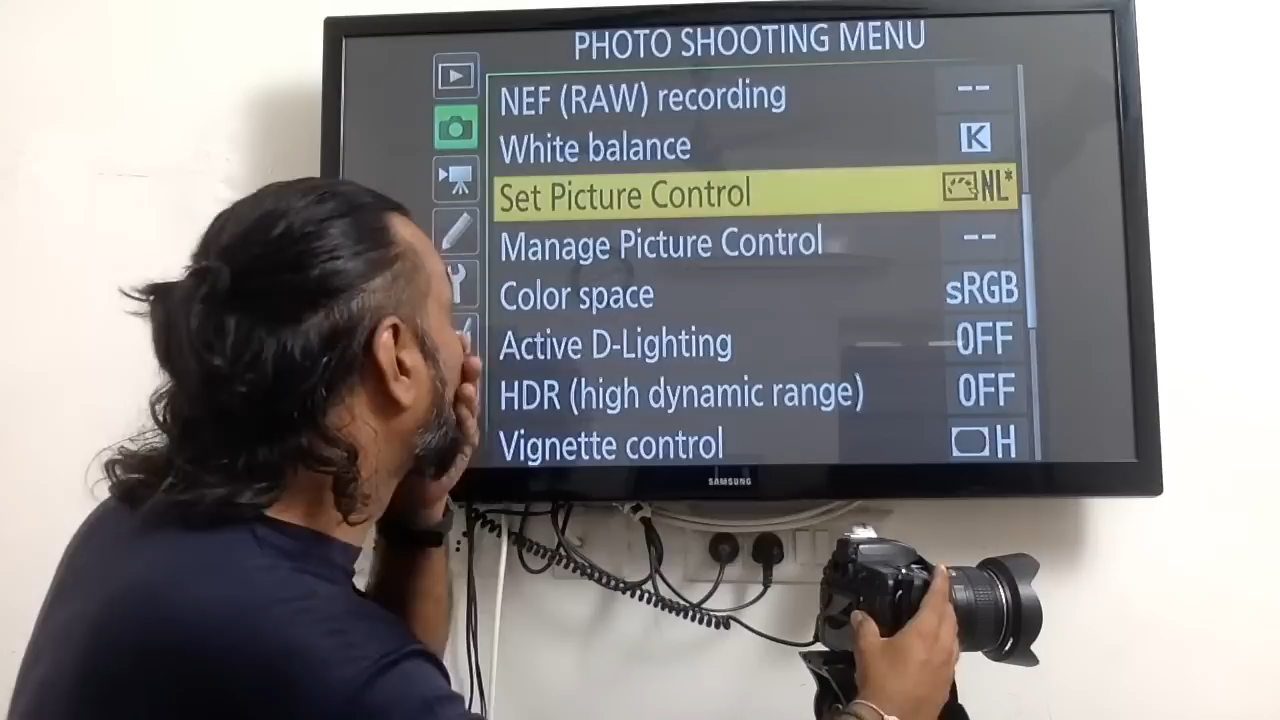 PHOTO SHOOTING MENU
NEF (RAW) recording --
White balance K
Set Picture Control NL*
Manage Picture Control --
Color space sRGB
Active D-Lighting OFF
HDR (high dynamic range) OFF
Vignette control H
SAMSUNG